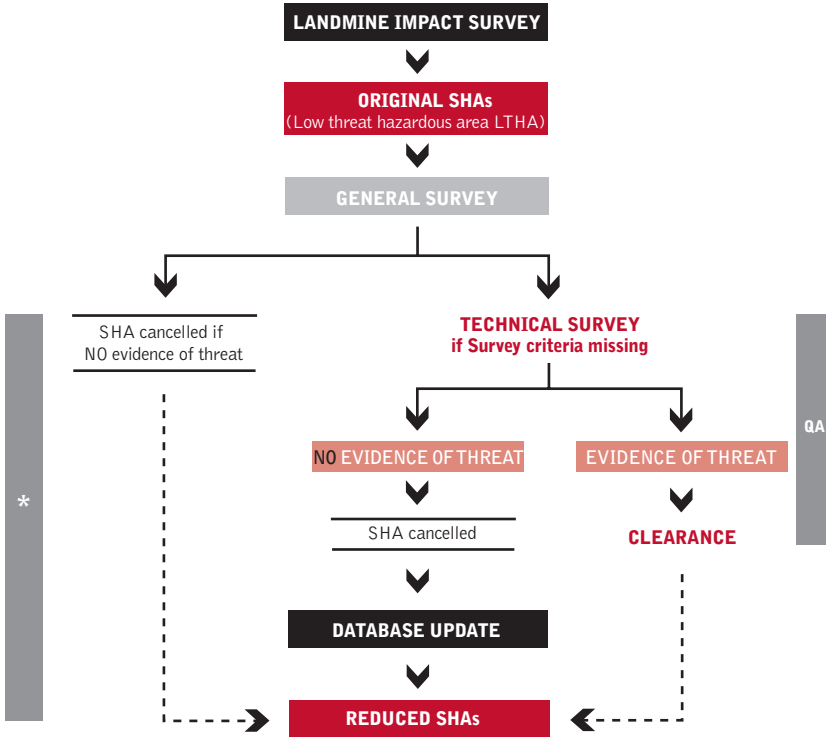 LANDMINE IMPACT SURVEY
ORIGINAL SHAs
(Low threat hazardous area LTHA)
GENERAL SURVEY
SHA cancelled if
NO evidence of threat
TECHNICAL SURVEY
if Survey criteria missing
QA
NO EVIDENCE OF THREAT
EVIDENCE OF THREAT
*
SHA cancelled
CLEARANCE
DATABASE UPDATE
REDUCED SHAs